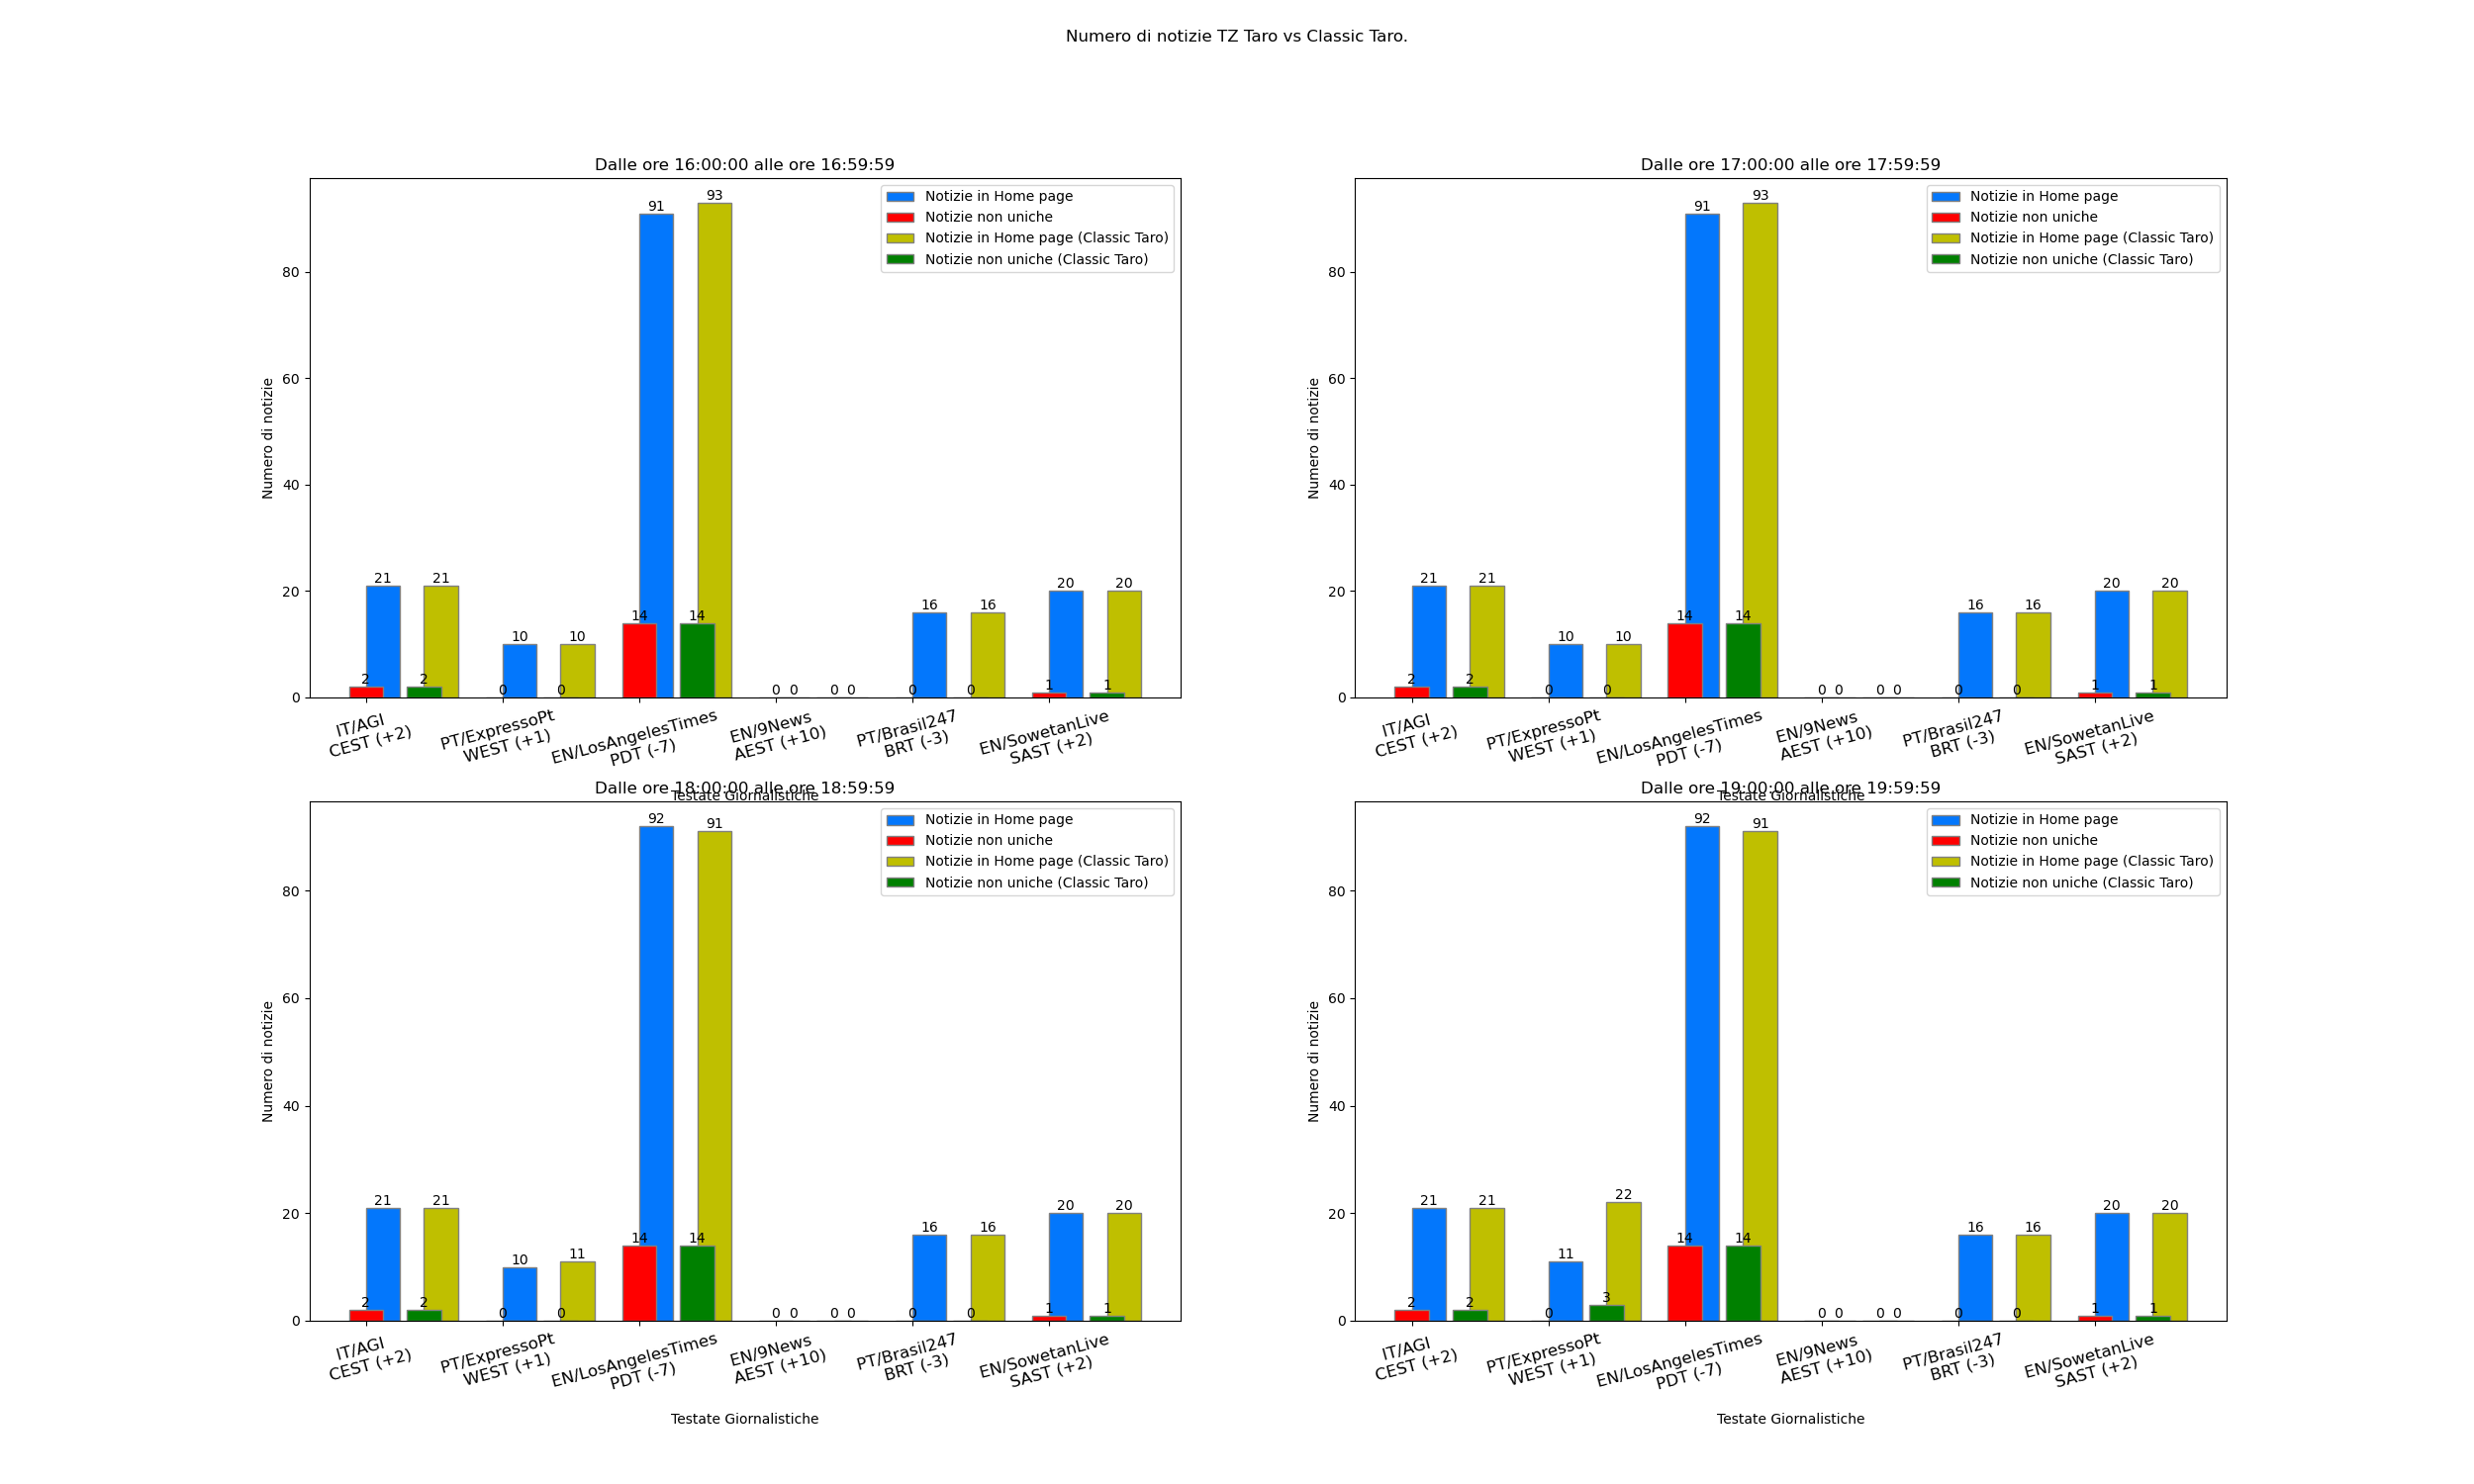 Numero di notizie TZ Taro vs Classic Taro.
Dalle ore 16:00:00 alle ore 16:59:59
Notizie in Home page
Notizie non uniche
Notizie in Home page (Classic Taro)
Notizie non uniche (Classic Taro)
Numero di notizie
80
60
40
20
0
91
93
21
21
10
10
14
14
16
16
20
20
2
2
0
0
0
0
0
0
0
0
1
1
IT/AGI
CEST (+2)
PT/ExpressoPt
WEST (+1)
EN/LosAngelesTimes
PDT (-7)
EN/9News
AEST (+10)
PT/Brasil247
BRT (-3)
EN/SowetanLive
SAST (+2)
Testate Giornalistiche
Dalle ore 17:00:00 alle ore 17:59:59
Notizie in Home page
Notizie non uniche
Notizie in Home page (Classic Taro)
Notizie non uniche (Classic Taro)
Numero di notizie
80
60
40
20
0
91
93
21
21
10
10
14
14
16
16
20
20
2
2
0
0
0
0
0
0
0
0
1
1
IT/AGI
CEST (+2)
PT/ExpressoPt
WEST (+1)
EN/LosAngelesTimes
PDT (-7)
EN/9News
AEST (+10)
PT/Brasil247
BRT (-3)
EN/SowetanLive
SAST (+2)
Testate Giornalistiche
Dalle ore 18:00:00 alle ore 18:59:59
Notizie in Home page
Notizie non uniche
Notizie in Home page (Classic Taro)
Notizie non uniche (Classic Taro)
Numero di notizie
80
60
40
20
0
92
91
21
21
10
11
14
14
16
16
20
20
2
2
0
0
0
0
0
0
0
0
1
1
IT/AGI
CEST (+2)
PT/ExpressoPt
WEST (+1)
EN/LosAngelesTimes
PDT (-7)
EN/9News
AEST (+10)
PT/Brasil247
BRT (-3)
EN/SowetanLive
SAST (+2)
Testate Giornalistiche
Dalle ore 19:00:00 alle ore 19:59:59
Notizie in Home page
Notizie non uniche
Notizie in Home page (Classic Taro)
Notizie non uniche (Classic Taro)
Numero di notizie
80
60
40
20
0
92
91
21
21
11
22
14
14
16
16
20
20
2
2
0
3
0
0
0
0
0
0
1
1
IT/AGI
CEST (+2)
PT/ExpressoPt
WEST (+1)
EN/LosAngelesTimes
PDT (-7)
EN/9News
AEST (+10)
PT/Brasil247
BRT (-3)
EN/SowetanLive
SAST (+2)
Testate Giornalistiche